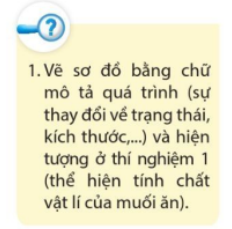 ?
1. Vẽ sơ đồ bằng chữ
mô tả quá trình (sự
thay đổi về trạng thái,
kích thước,...) và hiện
tượng ở thí nghiệm 1
(thể hiện tính chất
vật lí của muối ăn).